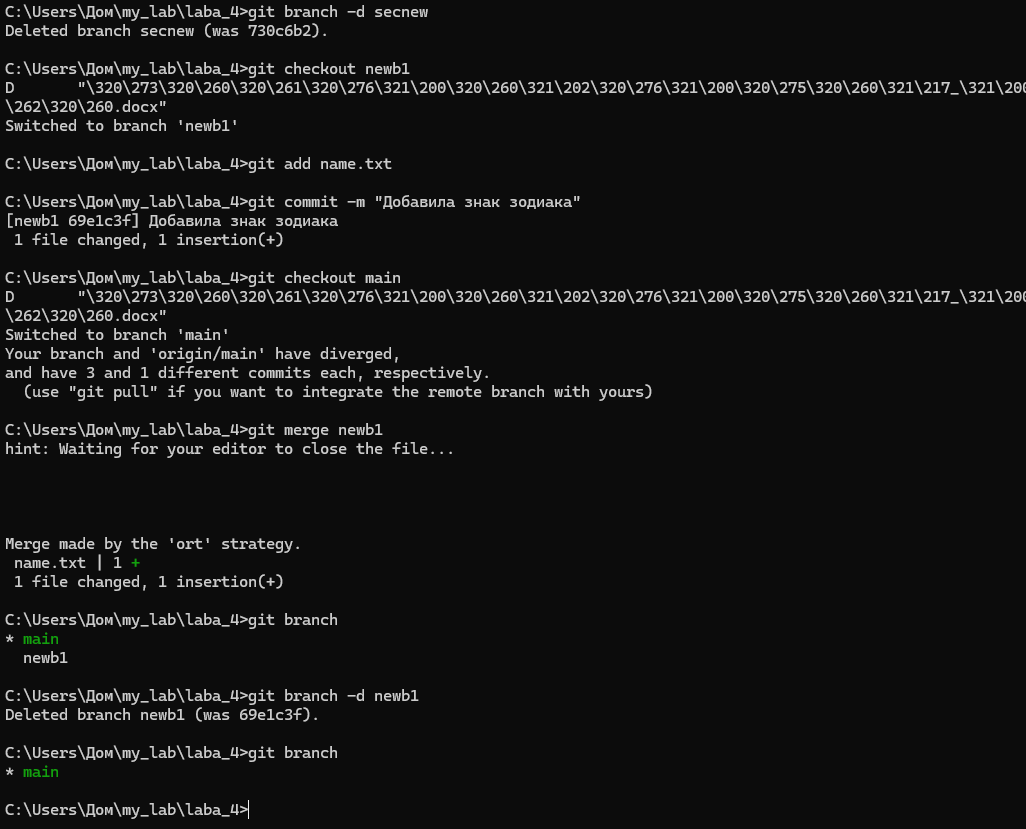 C:\Users\Дом\my_lab\laba_4>git branch -d secnew
Deleted branch secnew (was 730c6b2).
C:\Users\Дом\my_lab\laba_4>git checkout newb1
D       "\320\273\320\260\320\261\320\276\321\200\320\260\321\202\320\276\321\200\320\275\320\260\321\217_\321\200
\262\320\260.docx"
Switched to branch 'newb1'
C:\Users\Дом\my_lab\laba_4>git add name.txt
C:\Users\Дом\my_lab\laba_4>git commit -m "Добавила знак зодиака"
[newb1 69e1c3f] Добавила знак зодиака
 1 file changed, 1 insertion(+)
C:\Users\Дом\my_lab\laba_4>git checkout main
D       "\320\273\320\260\320\261\320\276\321\200\320\260\321\202\320\276\321\200\320\275\320\260\321\217_\321\200
\262\320\260.docx"
Switched to branch 'main'
Your branch and 'origin/main' have diverged,
and have 3 and 1 different commits each, respectively.
  (use "git pull" if you want to integrate the remote branch with yours)
C:\Users\Дом\my_lab\laba_4>git merge newb1
hint: Waiting for your editor to close the file...
Merge made by the 'ort' strategy.
 name.txt | 1 +
 1 file changed, 1 insertion(+)
C:\Users\Дом\my_lab\laba_4>git branch
* main
  newb1
C:\Users\Дом\my_lab\laba_4>git branch -d newb1
Deleted branch newb1 (was 69e1c3f).
C:\Users\Дом\my_lab\laba_4>git branch
* main
C:\Users\Дом\my_lab\laba_4>